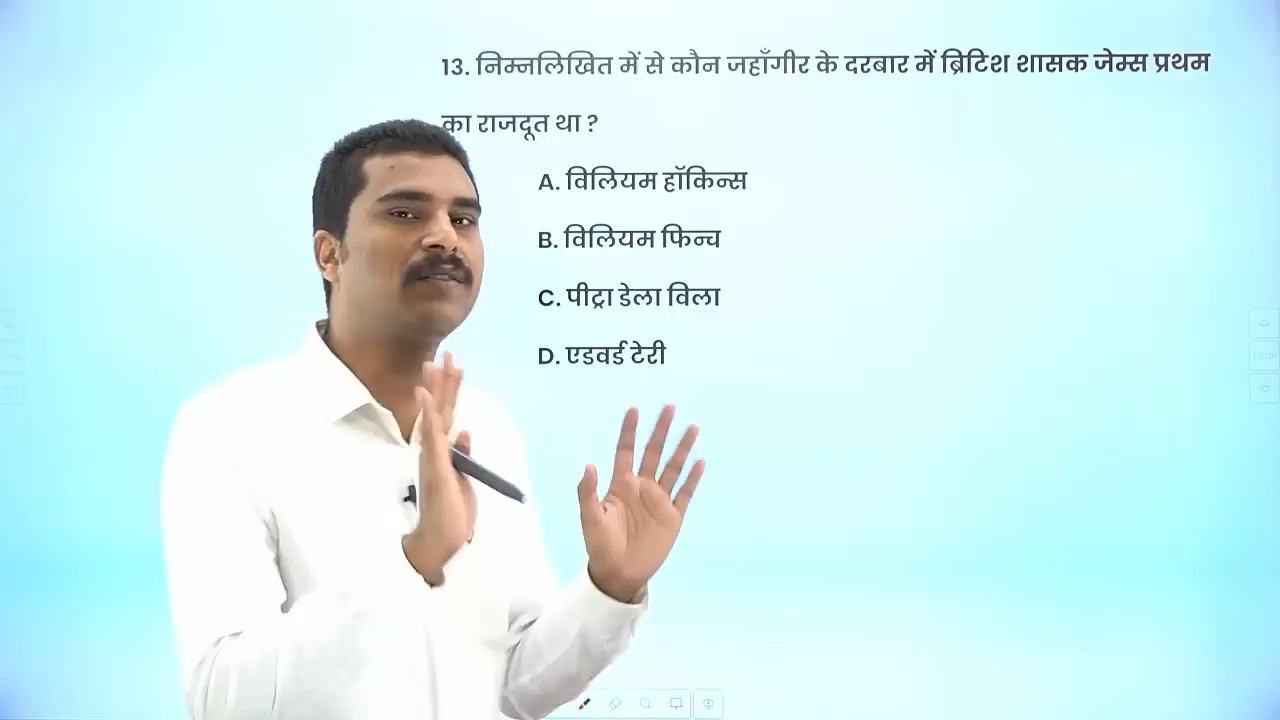 13. निम्नलिखित में से कौन जहाँगीर के दरबार में ब्रिटिश शासक जेम्स प्रथम
का राजदूत था ?
A. विलियम हॉकिन्स
B. विलियम फिन्च
C. पीट्रा डेला विला
D. एडवर्ड टेरी